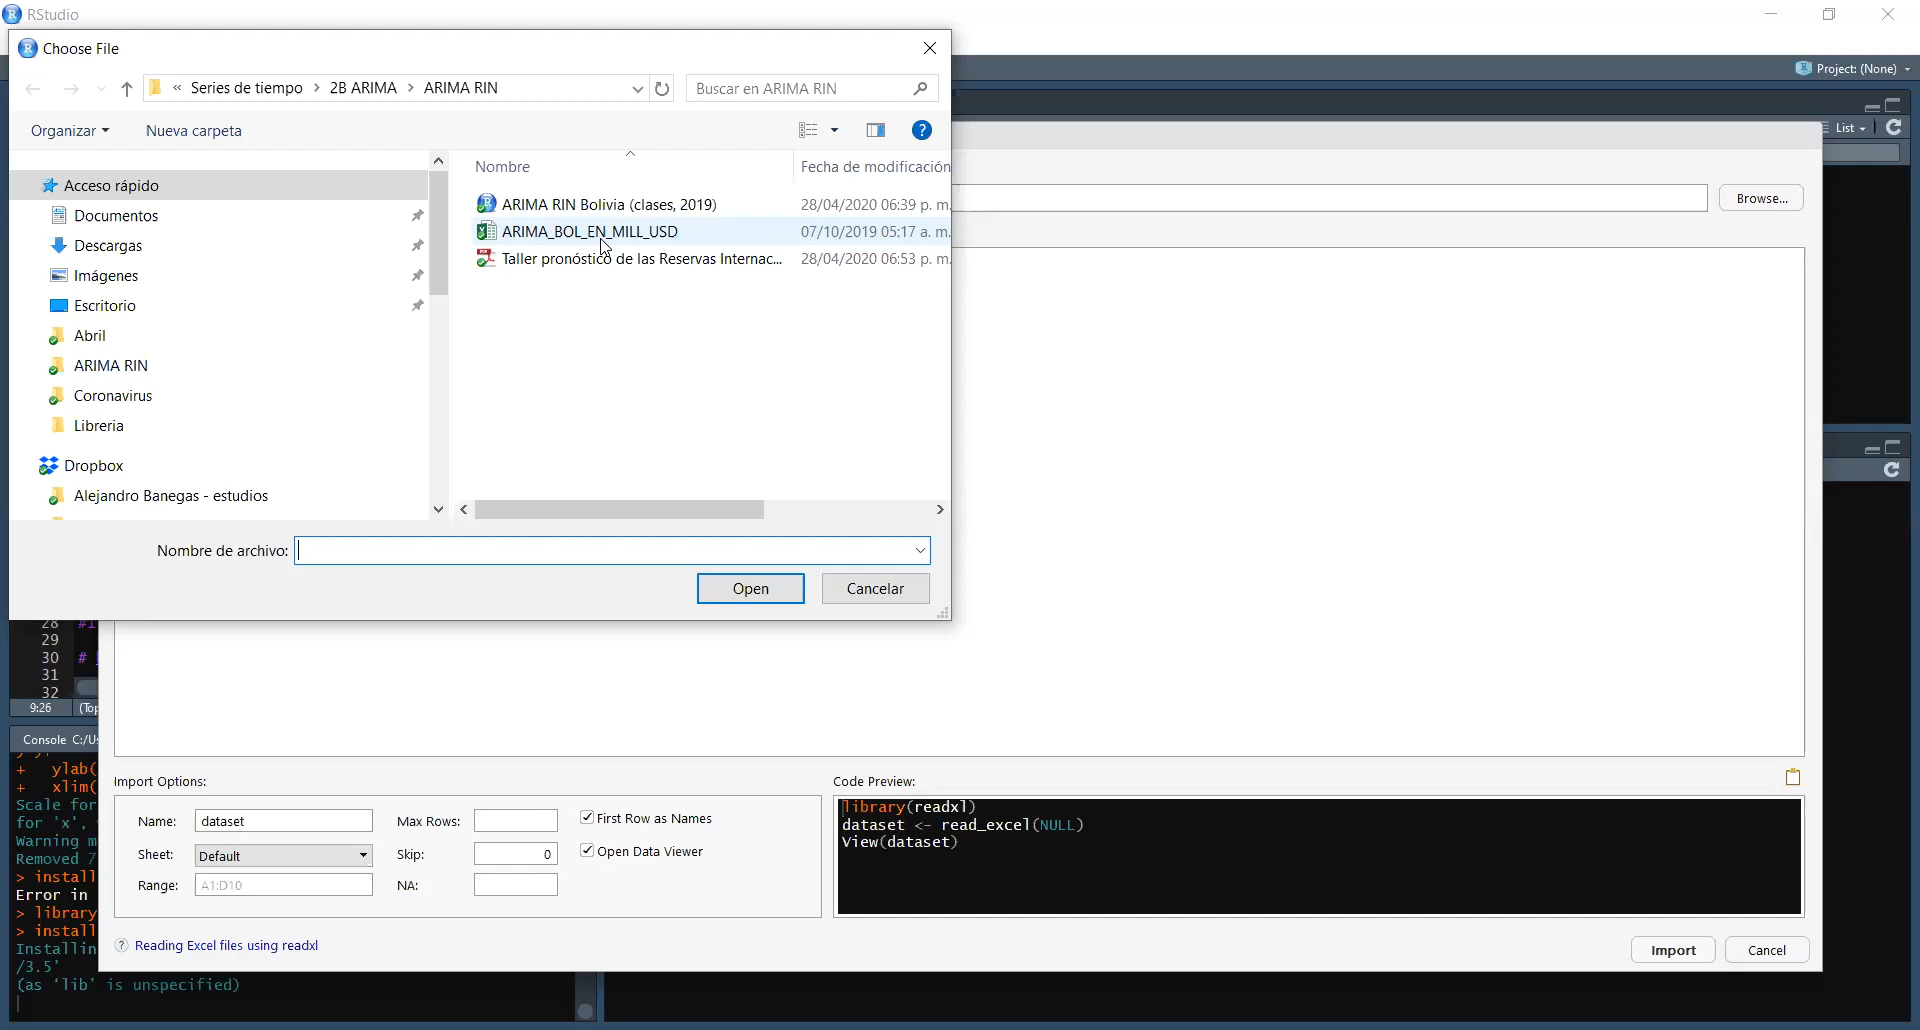 RStudio
Choose File
« Series de tiempo › 2B ARIMA › ARIMA RIN
Buscar en ARIMA RIN
Project: (None)
Organizar
Nueva carpeta
List
Nombre
Fecha de modificación
Acceso rápido
Documentos
Descargas
Imágenes
Escritorio
Abril
ARIMA RIN
Coronavirus
Libreria
Dropbox
Alejandro Banegas - estudios
ARIMA RIN Bolivia (clases, 2019) 28/04/2020 06:39 p. m.
ARIMA_BOL_EN_MILL_USD 07/10/2019 05:17 a. m.
Taller pronóstico de las Reservas Internac... 28/04/2020 06:53 p. m.
Browse...
Nombre de archivo:
Open
Cancelar
28
29
30 #
31
32
9:26 (Top
Console C:/Us
+ ylab(
+ xlim(
Scale for
for 'x',
Warning m
Removed 7
> install
Error in
> library
> install
Installin
/3.5'
(as 'lib' is unspecified)
Import Options:
Name: dataset
Sheet: Default
Range: A1:D10
Max Rows:
Skip: 0
NA:
First Row as Names
Open Data Viewer
Reading Excel files using readxl
Code Preview:
library(readxl)
dataset <- read_excel(NULL)
View(dataset)
Import
Cancel